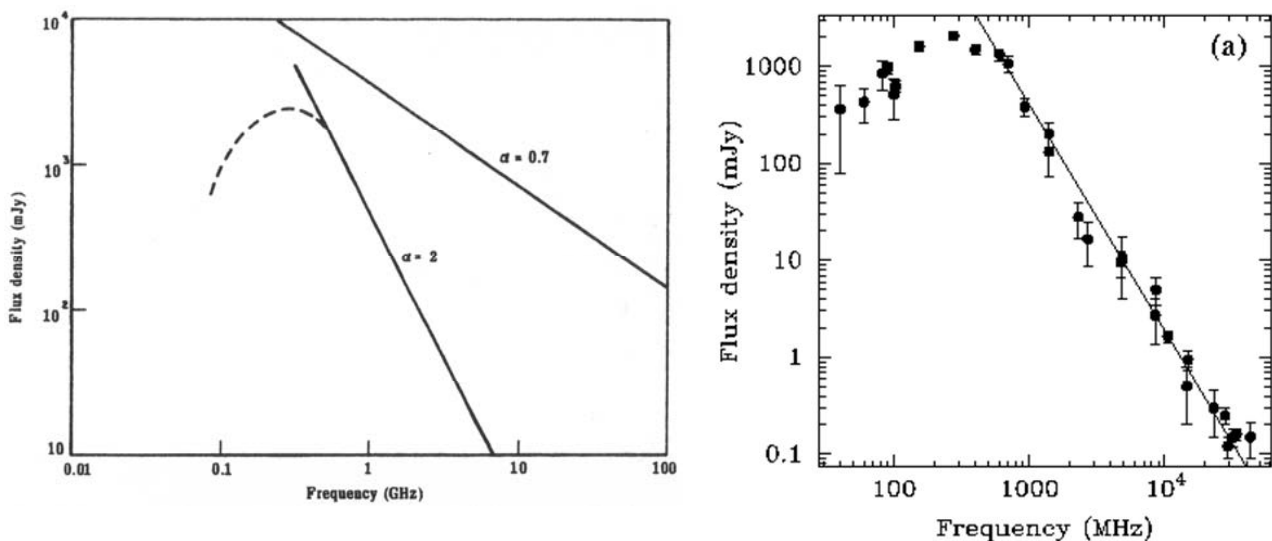 10⁴
10³
10²
10
0.01
0.1
1
10
100
Flux density (mJy)
Frequency (GHz)
α = 0.7
α = 2
(a)
1000
100
10
1
0.1
100
1000
10⁴
Flux density (mJy)
Frequency (MHz)